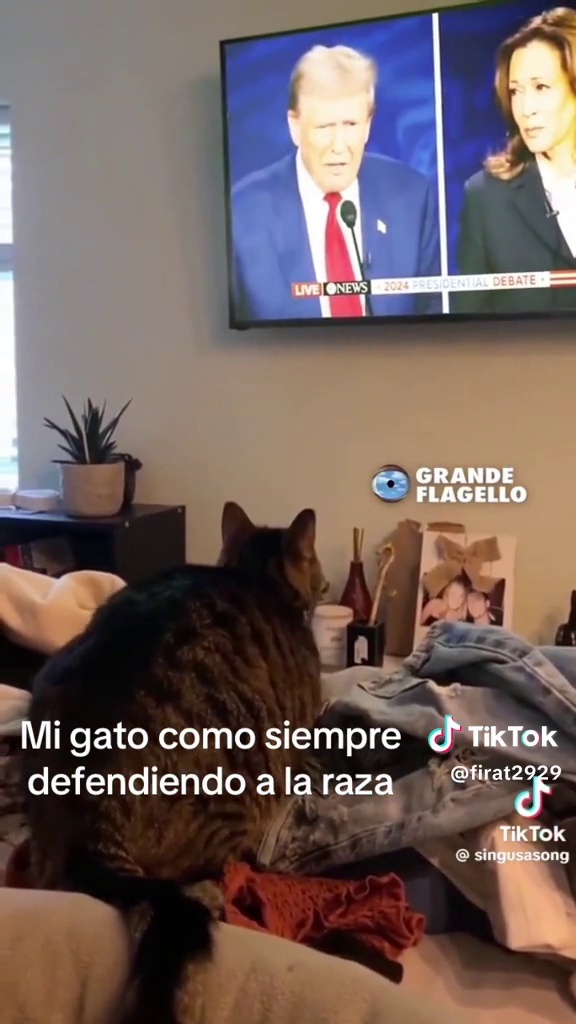 LIVE abc NEWS · 2024 PRESIDENTIAL DEBATE
GRANDE
FLAGELLO
Mi gato como siempre
defendiendo a la raza
TikTok
@firat2929
TikTok
@ singusasong